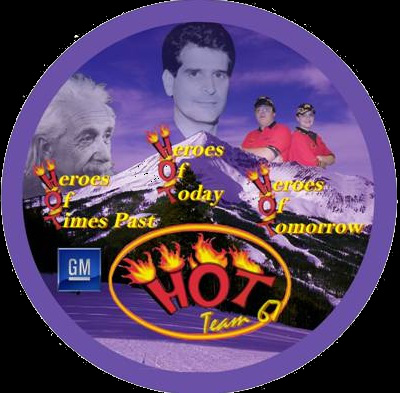 Heroes
Of
Times Past
Heroes
Of
Today
Heroes
Of
Tomorrow
GM
HOT
Team 67